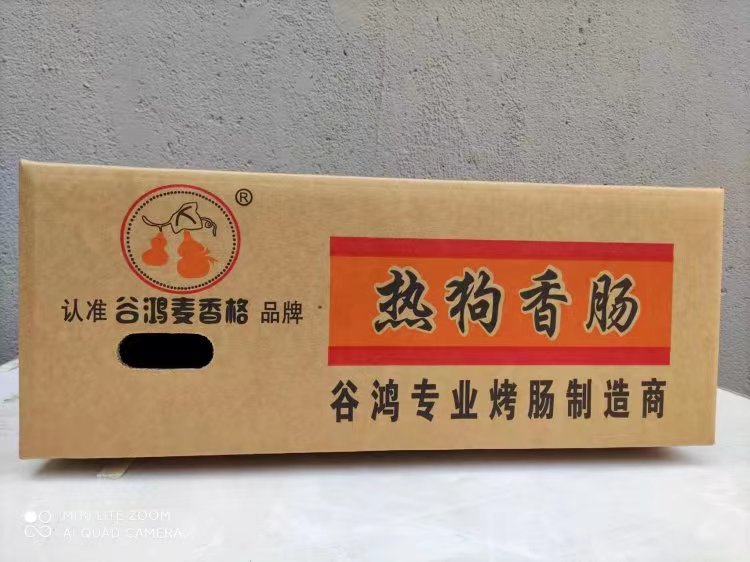 ®
认准 谷鸿麦香格 品牌
热狗香肠
谷鸿专业烤肠制造商
MI MIX LITE ZOOM
AI QUAD CAMERA